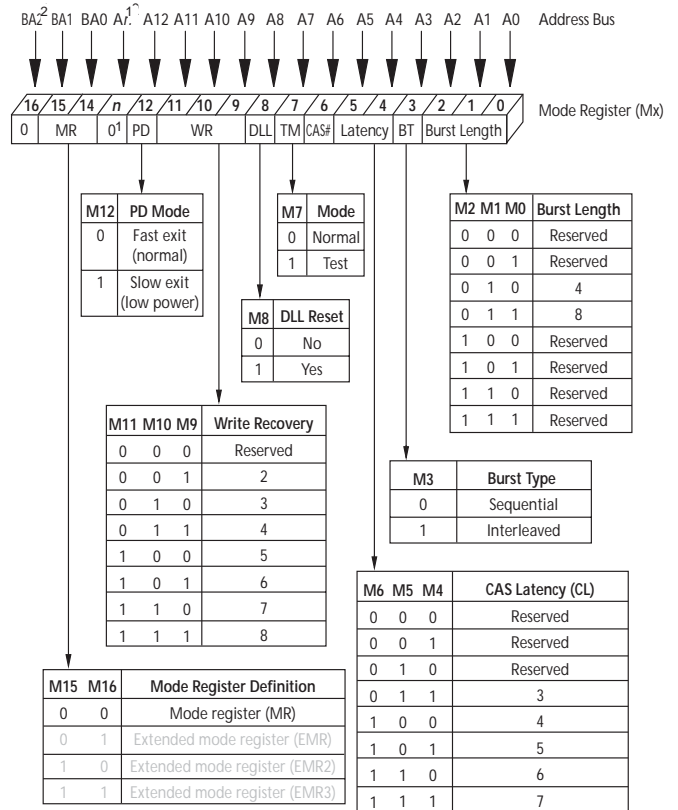 BA2² BA1 BA0 An¹ A12 A11 A10 A9 A8 A7 A6 A5 A4 A3 A2 A1 A0 Address Bus
16 15 14 n 12 11 10 9 8 7 6 5 4 3 2 1 0
Mode Register (Mx)
0 MR 0¹ PD WR DLL TM CAS# Latency BT Burst Length
M12 PD Mode
0 Fast exit
(normal)
1 Slow exit
(low power)
M7 Mode
0 Normal
1 Test
M2 M1 M0 Burst Length
0 0 0 Reserved
0 0 1 Reserved
0 1 0 4
0 1 1 8
1 0 0 Reserved
1 0 1 Reserved
1 1 0 Reserved
1 1 1 Reserved
M8 DLL Reset
0 No
1 Yes
M11 M10 M9 Write Recovery
0 0 0 Reserved
0 0 1 2
0 1 0 3
0 1 1 4
1 0 0 5
1 0 1 6
1 1 0 7
1 1 1 8
M3 Burst Type
0 Sequential
1 Interleaved
M6 M5 M4 CAS Latency (CL)
0 0 0 Reserved
0 0 1 Reserved
0 1 0 Reserved
0 1 1 3
1 0 0 4
1 0 1 5
1 1 0 6
1 1 1 7
M15 M16 Mode Register Definition
0 0 Mode register (MR)
0 1 Extended mode register (EMR)
1 0 Extended mode register (EMR2)
1 1 Extended mode register (EMR3)